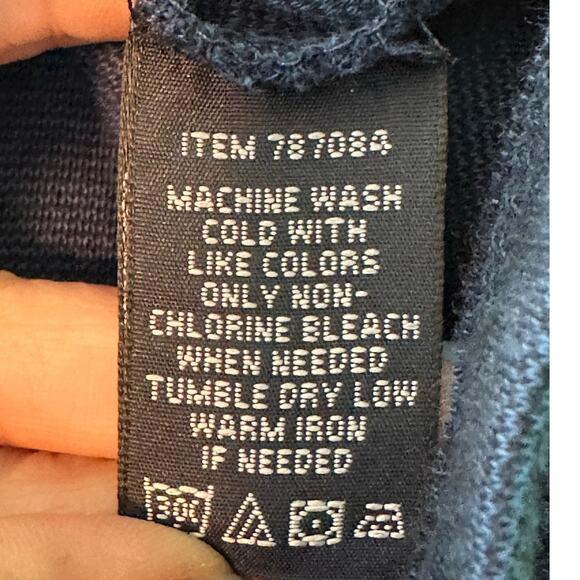 ITEM 787084
MACHINE WASH
COLD WITH
LIKE COLORS
ONLY NON-
CHLORINE BLEACH
WHEN NEEDED
TUMBLE DRY LOW
WARM IRON
IF NEEDED
30C